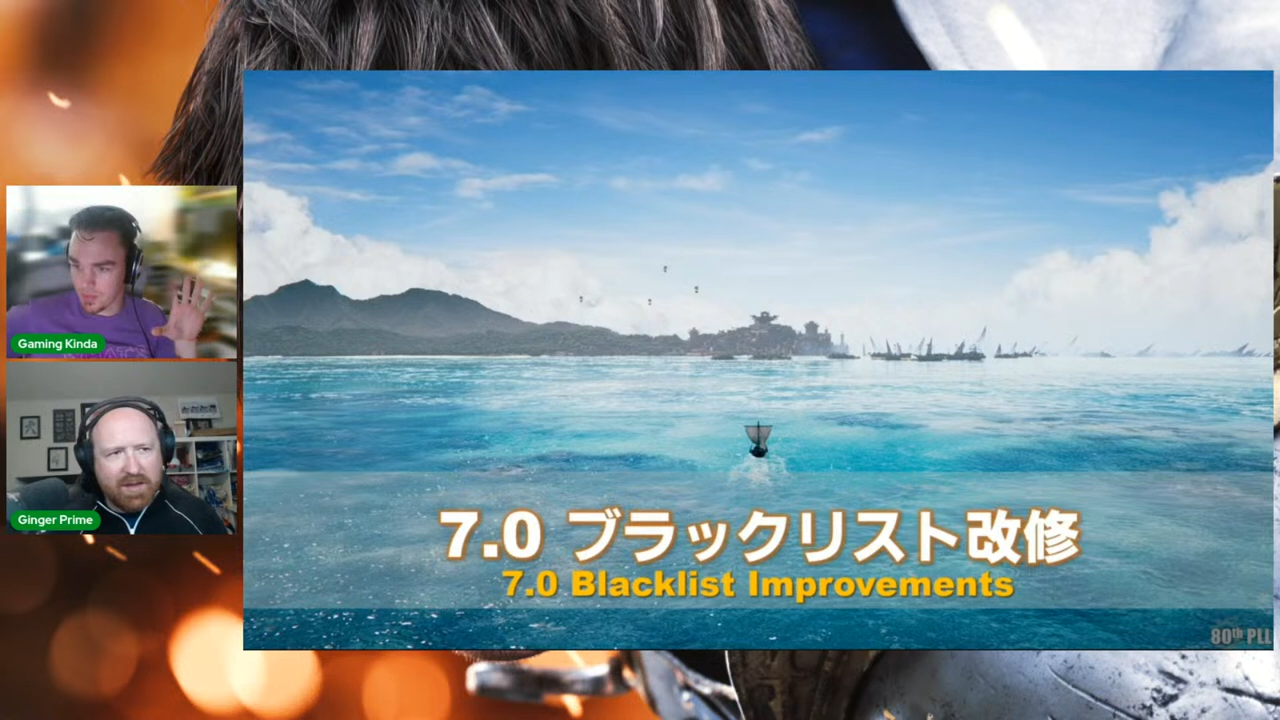 Gaming Kinda
Ginger Prime
7.0 ブラックリスト改修
7.0 Blacklist Improvements
80th PLL